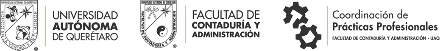 UNIVERSIDAD
AUTÓNOMA
DE QUERÉTARO
FACULTAD DE
CONTADURÍA Y
ADMINISTRACIÓN
Coordinación de
Prácticas Profesionales
FACULTAD DE CONTADURÍA Y ADMINISTRACIÓN - UAQ